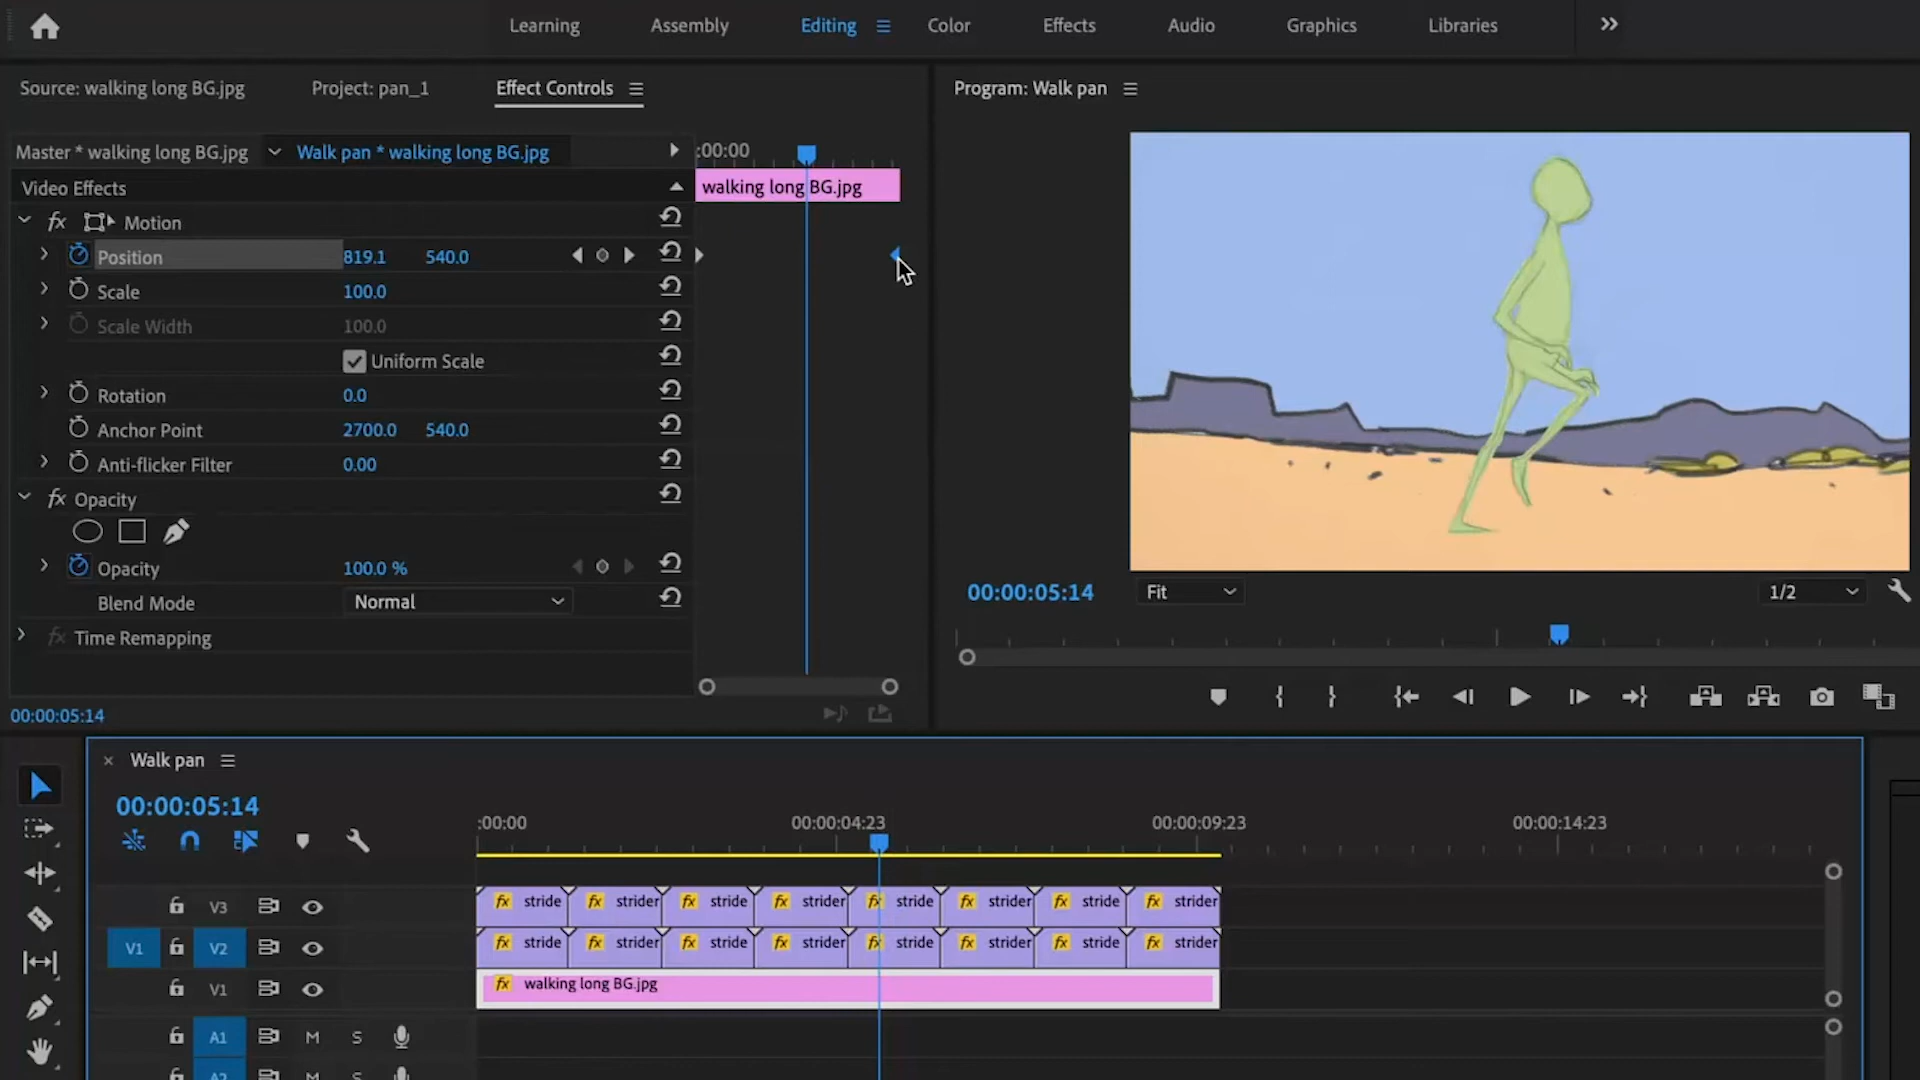 Learning Assembly Editing Color Effects Audio Graphics Libraries
Source: walking long BG.jpg Project: pan_1 Effect Controls
Program: Walk pan
Master * walking long BG.jpg Walk pan * walking long BG.jpg
:00:00
Video Effects
walking long BG.jpg
fx Motion
Position 819.1 540.0
Scale 100.0
Scale Width 100.0
Uniform Scale
Rotation 0.0
Anchor Point 2700.0 540.0
Anti-flicker Filter 0.00
fx Opacity
Opacity 100.0 %
Blend Mode Normal
fx Time Remapping
00:00:05:14
00:00:05:14 Fit 1/2
Walk pan
00:00:05:14
:00:00 00:00:04:23 00:00:09:23 00:00:14:23
V3 fx stride fx strider fx stride fx strider fx stride fx strider fx stride fx strider
V1 V2 fx stride fx strider fx stride fx strider fx stride fx strider fx stride fx strider
V1 fx walking long BG.jpg
A1 M S
A2 M S